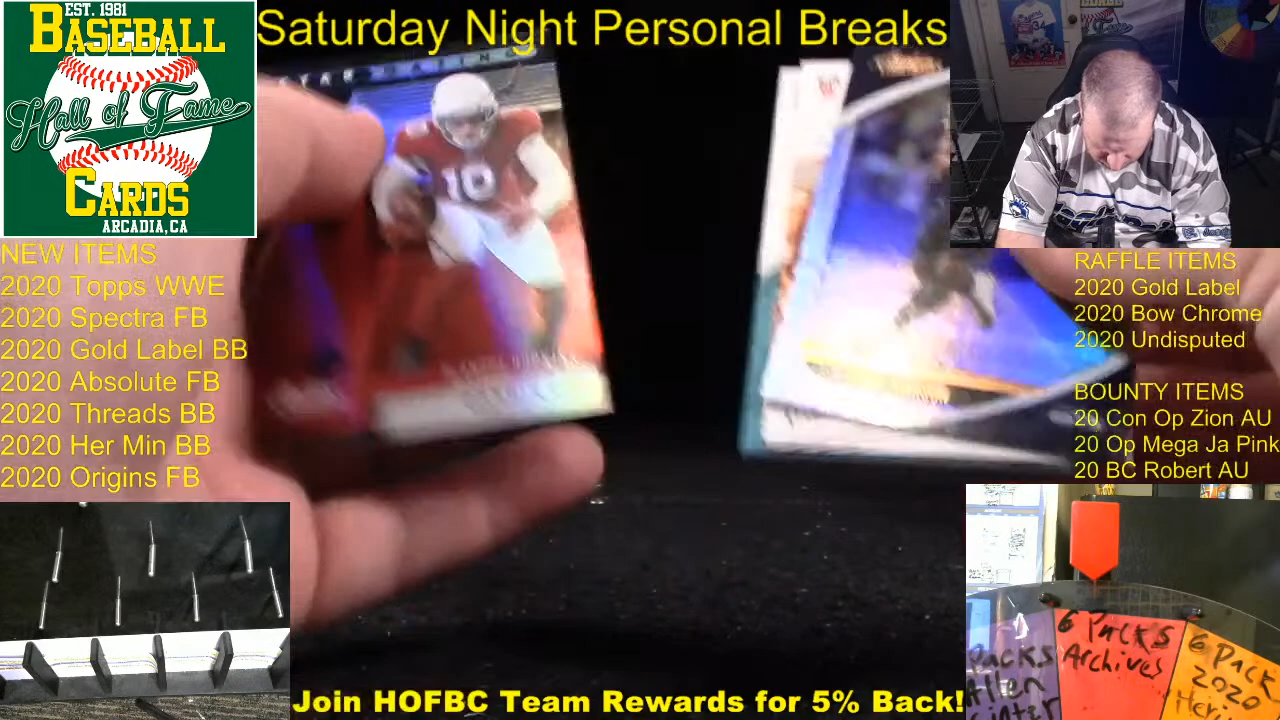 EST. 1981
BASEBALL
Hall of Fame
CARDS
ARCADIA, CA
Saturday Night Personal Breaks
NEW ITEMS
2020 Topps WWE
2020 Spectra FB
2020 Gold Label BB
2020 Absolute FB
2020 Threads BB
2020 Her Min BB
2020 Origins FB
10
RAFFLE ITEMS
2020 Gold Label
2020 Bow Chrome
2020 Undisputed
BOUNTY ITEMS
20 Con Op Zion AU
20 Op Mega Ja Pink
20 BC Robert AU
Packs
Allen
Ginter
6 Packs
Archives
6 Pack
2020
Heri
Join HOFBC Team Rewards for 5% Back!